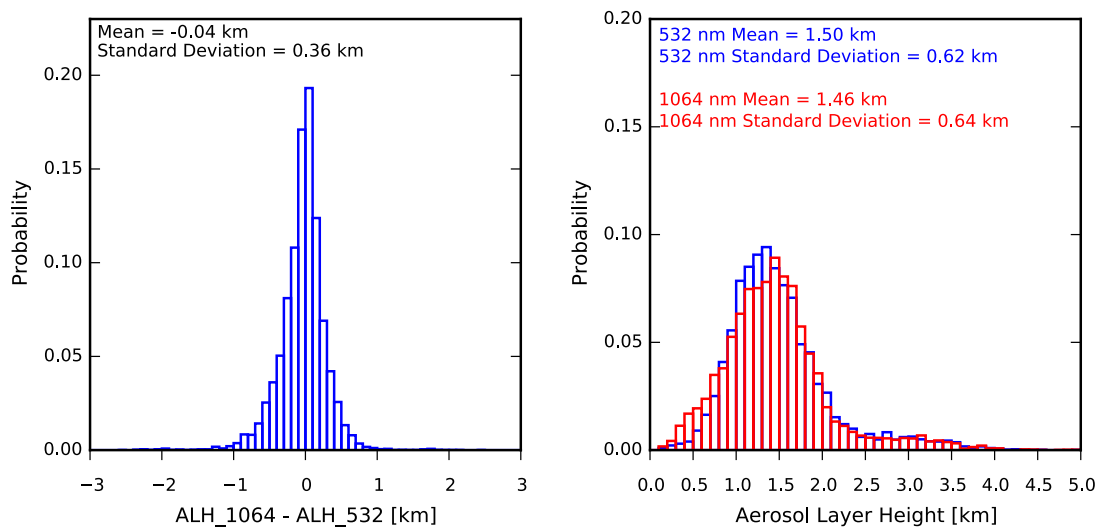 Mean = -0.04 km
Standard Deviation = 0.36 km
0.20
0.15
0.10
0.05
0.00
Probability
−3 −2 −1 0 1 2 3
ALH_1064 - ALH_532 [km]
532 nm Mean = 1.50 km
532 nm Standard Deviation = 0.62 km
1064 nm Mean = 1.46 km
1064 nm Standard Deviation = 0.64 km
0.20
0.15
0.10
0.05
0.00
Probability
0.0 0.5 1.0 1.5 2.0 2.5 3.0 3.5 4.0 4.5 5.0
Aerosol Layer Height [km]